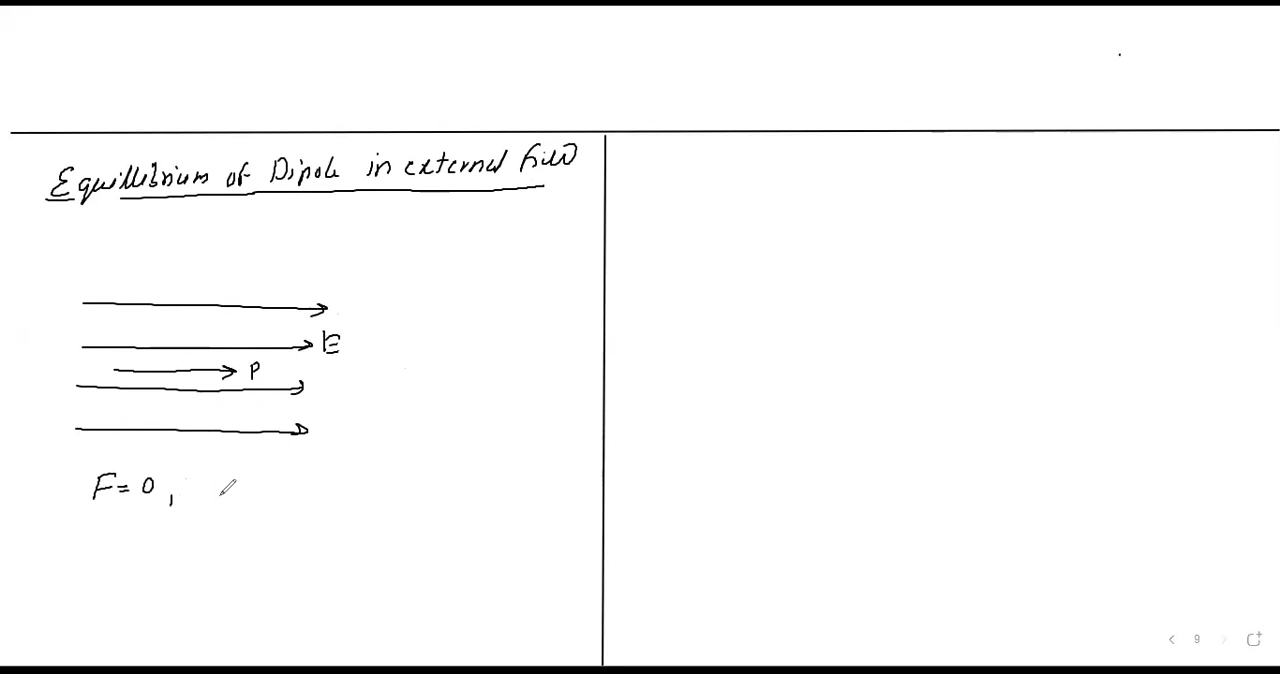 Equillibrium of Dipole in external field
E
P
F = 0 ,
< 9 >